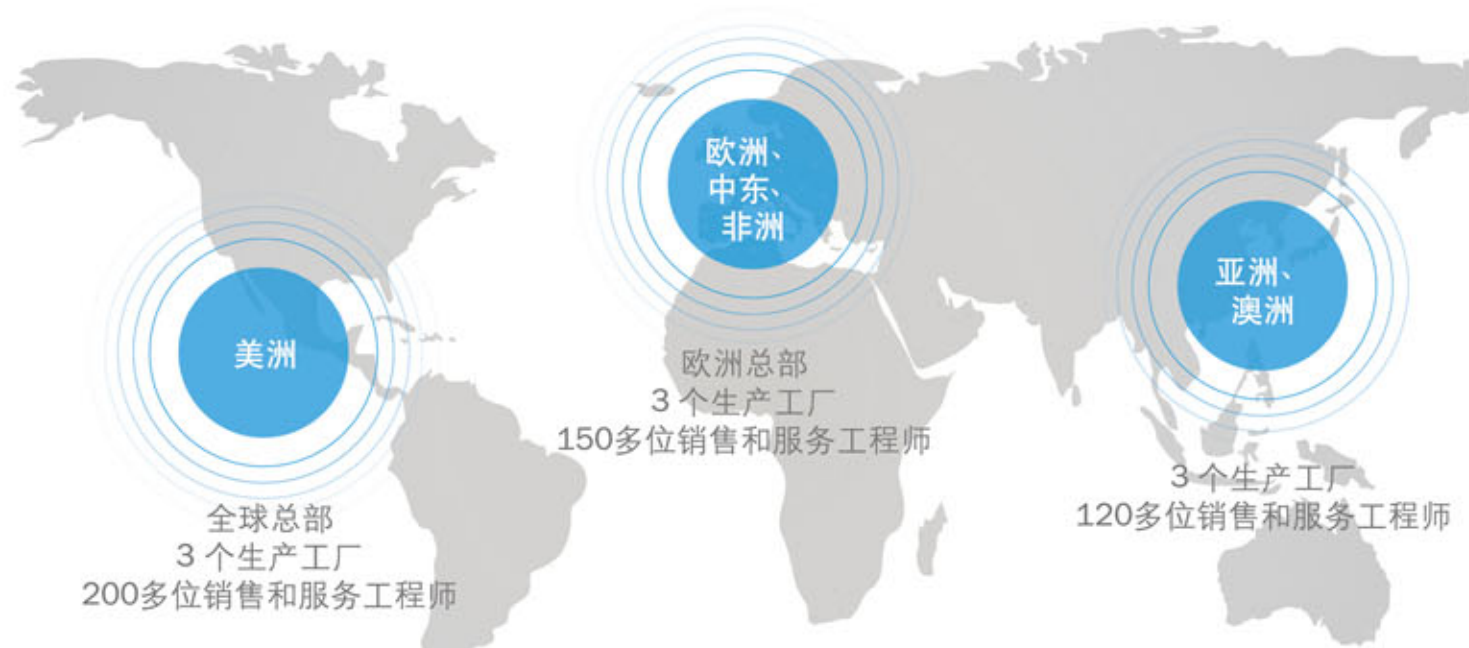 美洲
全球总部
3 个生产工厂
200多位销售和服务工程师
欧洲、
中东、
非洲
欧洲总部
3 个生产工厂
150多位销售和服务工程师
亚洲、
澳洲
3 个生产工厂
120多位销售和服务工程师